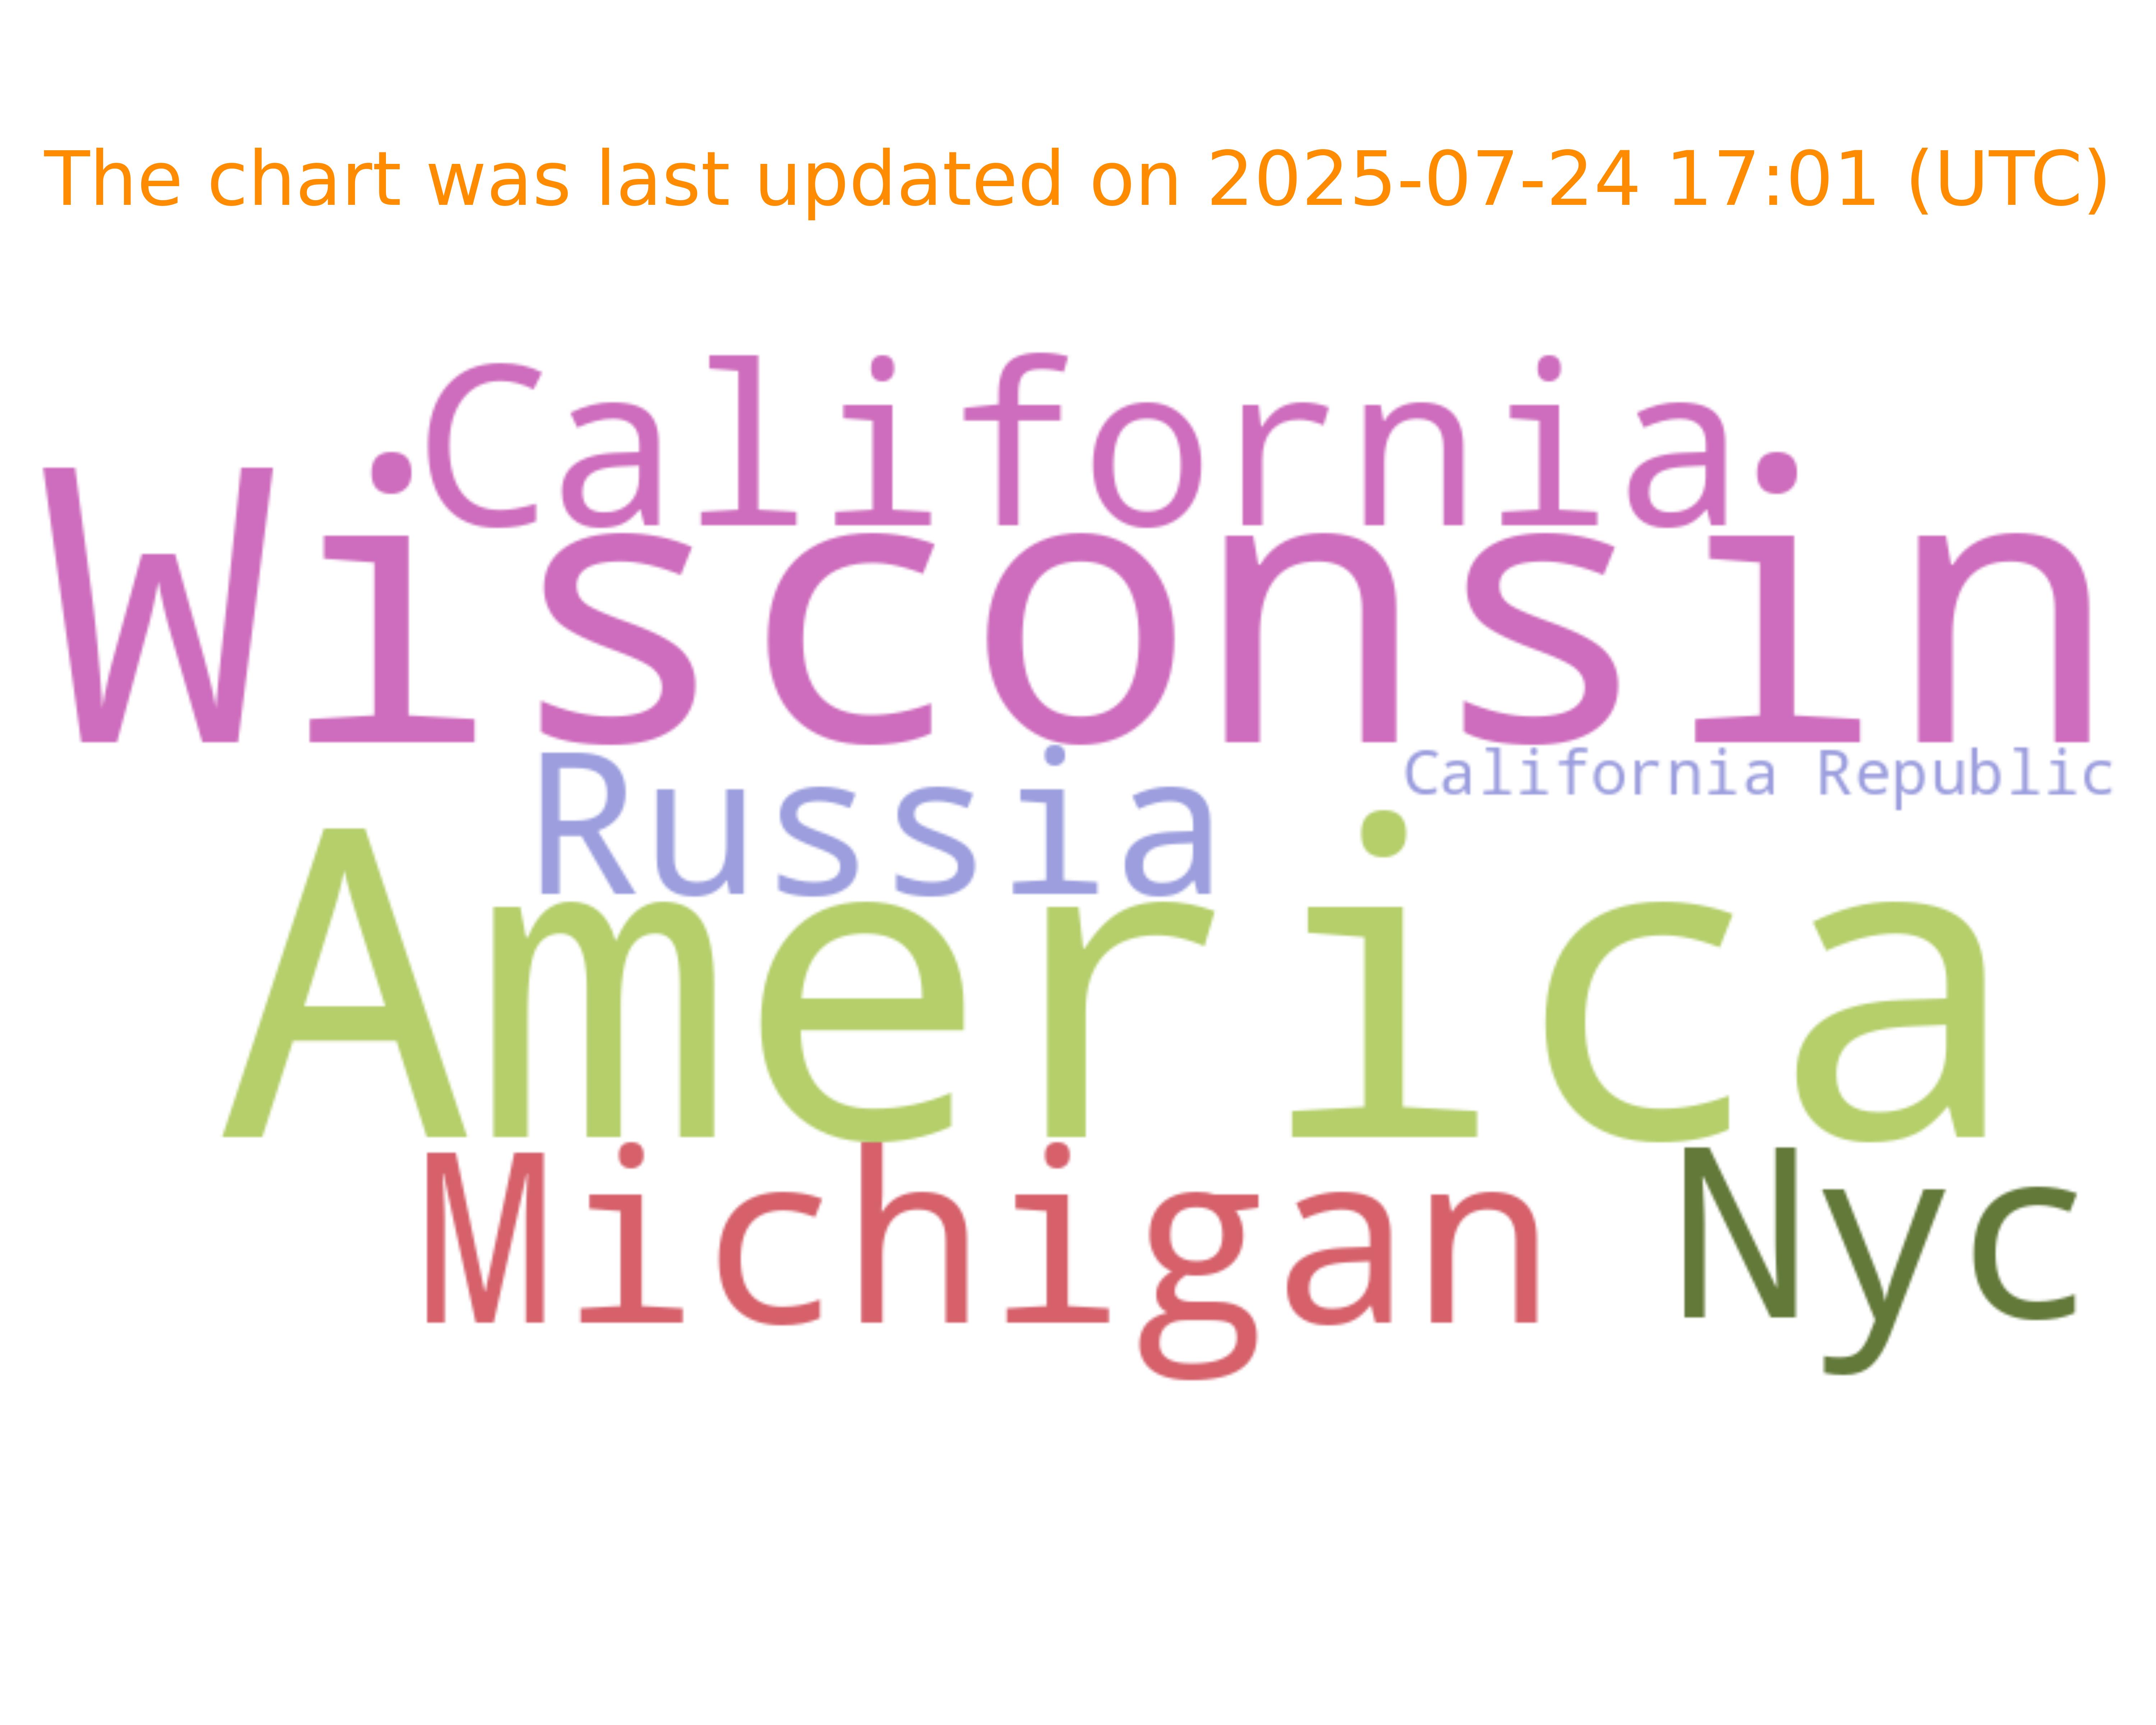 The chart was last updated on 2025-07-24 17:01 (UTC)
California
Wisconsin
Russia
California Republic
America
Michigan
Nyc